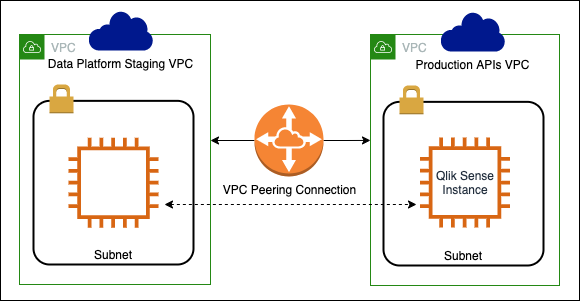 VPC
Data Platform Staging VPC
VPC
Production APIs VPC
Qlik Sense
Instance
VPC Peering Connection
Subnet
Subnet